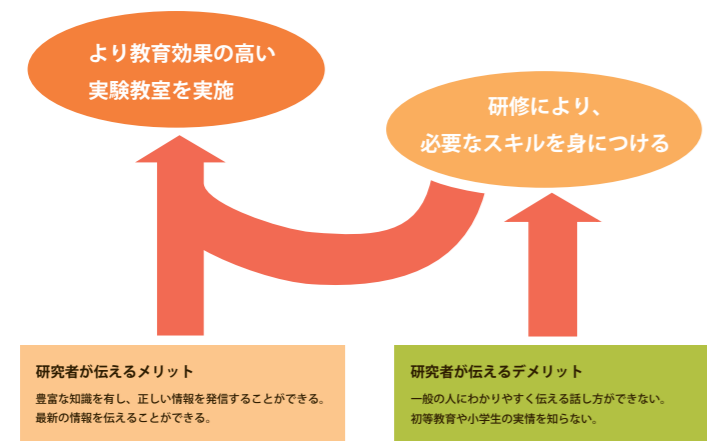 より教育効果の高い
実験教室を実施
研修により、
必要なスキルを身につける
研究者が伝えるメリット
豊富な知識を有し、正しい情報を発信することができる。
最新の情報を伝えることができる。
研究者が伝えるデメリット
一般の人にわかりやすく伝える話し方ができない。
初等教育や小学生の実情を知らない。